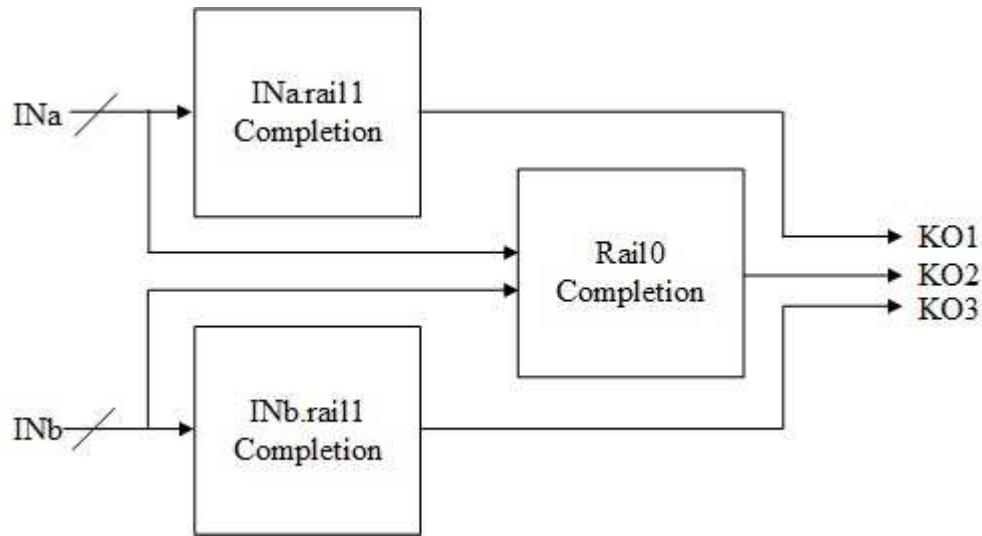 INa
INa.rail1
Completion
Rail0
Completion
KO1
KO2
KO3
INb
INb.rail1
Completion